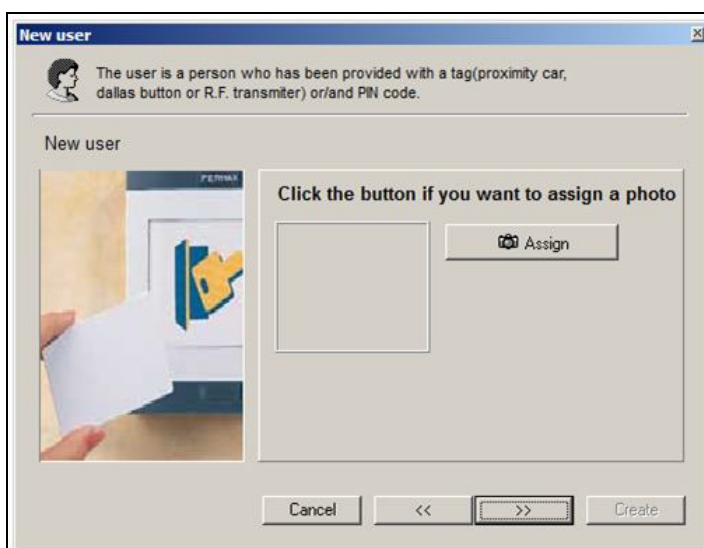 New user
The user is a person who has been provided with a tag(proximity car,
dallas button or R.F. transmiter) or/and PIN code.
New user
FERMAX
Click the button if you want to assign a photo
Assign
Cancel
<<
>>
Create